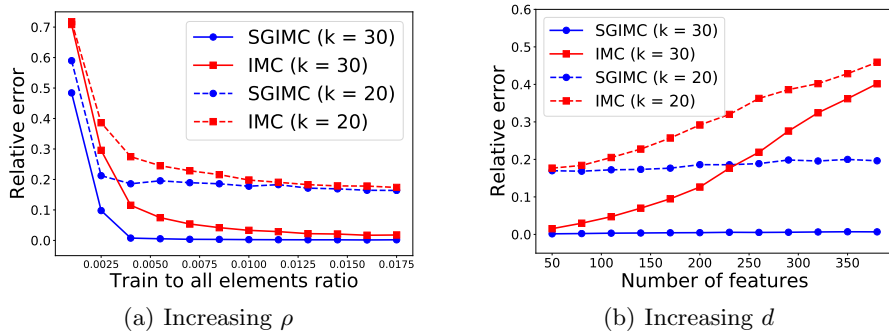 0.7
0.6
0.5
0.4
0.3
0.2
0.1
0.0
Relative error
SGIMC (k = 30)
IMC (k = 30)
SGIMC (k = 20)
IMC (k = 20)
0.0025 0.0050 0.0075 0.0100 0.0125 0.0150 0.0175
Train to all elements ratio
(a) Increasing ρ
0.6
0.5
0.4
0.3
0.2
0.1
0.0
Relative error
SGIMC (k = 30)
IMC (k = 30)
SGIMC (k = 20)
IMC (k = 20)
50 100 150 200 250 300 350
Number of features
(b) Increasing d